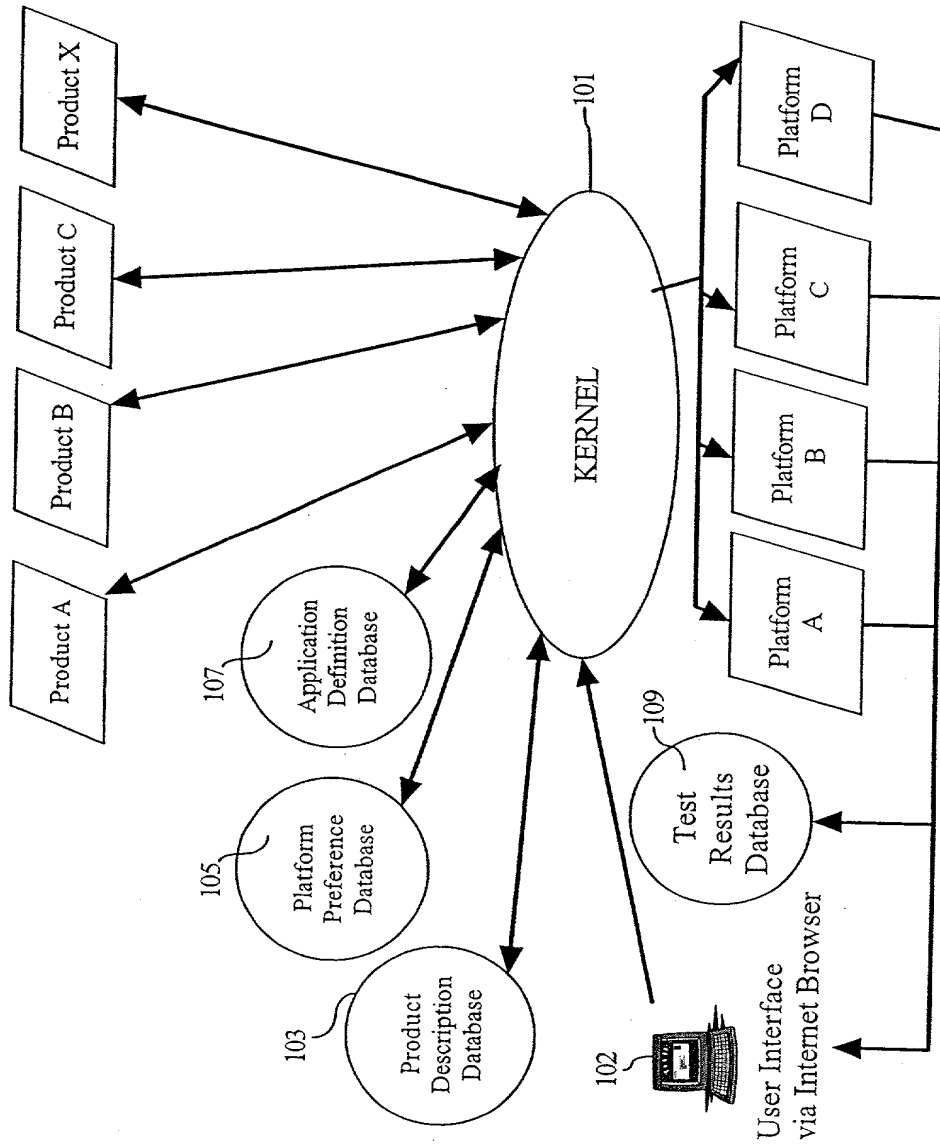 Product A
Product B
Product C
Product X
107
Application
Definition
Database
105
Platform
Preference
Database
103
Product
Description
Database
101
KERNEL
102
User Interface
via Internet Browser
109
Test
Results
Database
Platform
A
Platform
B
Platform
C
Platform
D